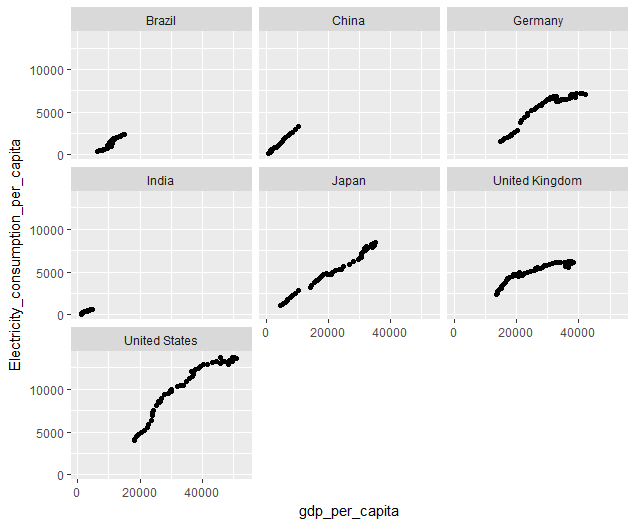 Brazil China Germany
10000
5000
0
India Japan United Kingdom
10000
5000
0
United States
10000
5000
0
0 20000 40000
0 20000 40000
0 20000 40000
gdp_per_capita
Electricity_consumption_per_capita